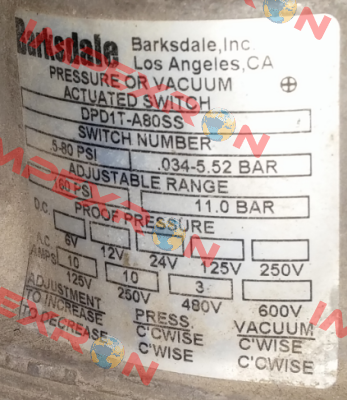 Barksdale
Barksdale, Inc.
Los Angeles, CA
PRESSURE OR VACUUM
ACTUATED SWITCH
DPD1T-A80SS
SWITCH NUMBER
.5-80 PSI .034-5.52 BAR
ADJUSTABLE RANGE
160 PSI 11.0 BAR
PROOF PRESSURE
D.C.
6V 12V 24V 125V 250V
A.C. AMPS 10 10 3
125V 250V 480V 600V
ADJUSTMENT PRESS. VACUUM
TO INCREASE C'CWISE C'WISE
TO DECREASE C'WISE C'CWISE
IMPEXRON